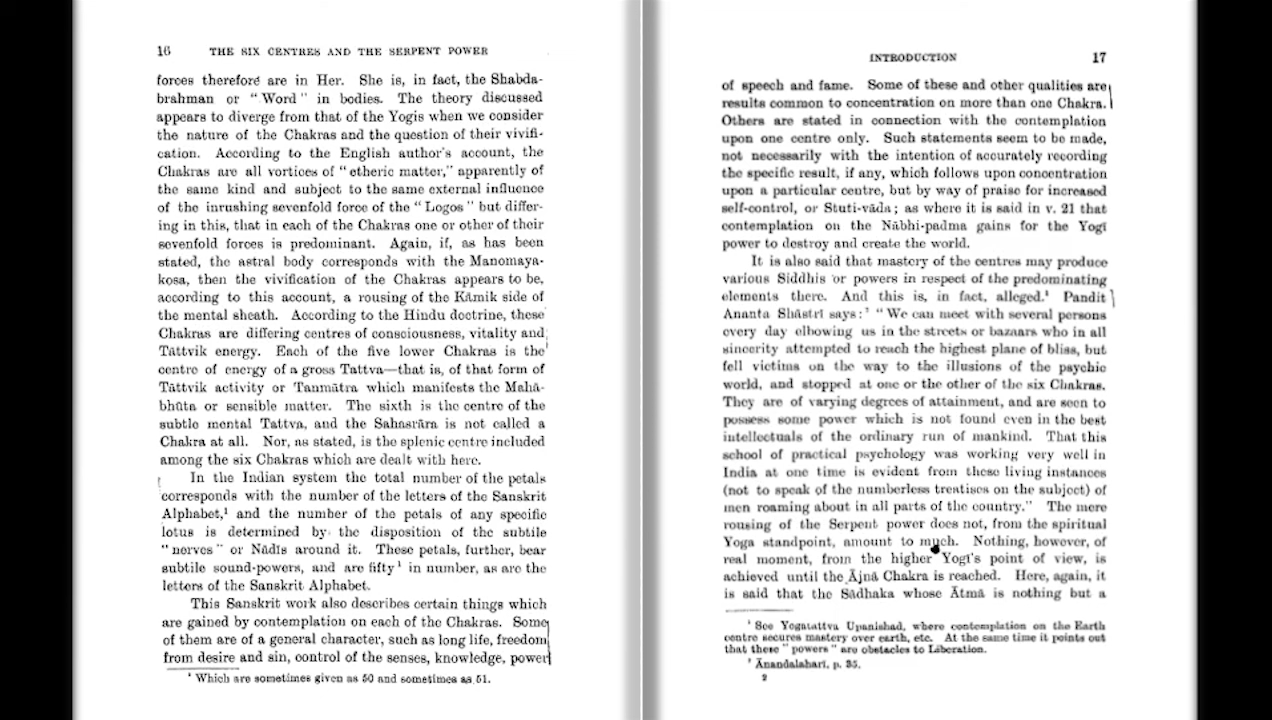 16 THE SIX CENTRES AND THE SERPENT POWER
forces therefore are in Her. She is, in fact, the Shabda-
brahman or “Word” in bodies. The theory discussed
appears to diverge from that of the Yogis when we consider
the nature of the Chakras and the question of their vivifi-
cation. According to the English author's account, the
Chakras are all vortices of “etheric matter,” apparently of
the same kind and subject to the same external influence
of the inrushing sevenfold force of the “Logos” but differ-
ing in this, that in each of the Chakras one or other of their
sevenfold forces is predominant. Again, if, as has been
stated, the astral body corresponds with the Manomaya-
kosa, then the vivification of the Chakras appears to be,
according to this account, a rousing of the Kāmik side of
the mental sheath. According to the Hindu doctrine, these
Chakras are differing centres of consciousness, vitality and
Tāttvik energy. Each of the five lower Chakras is the
centre of energy of a gross Tattva—that is, of that form of
Tāttvik activity or Tanmātra which manifests the Mahā-
bhūta or sensible matter. The sixth is the centre of the
subtle mental Tattva, and the Sahasrāra is not called a
Chakra at all. Nor, as stated, is the splenic centre included
among the six Chakras which are dealt with here.
In the Indian system the total number of the petals
corresponds with the number of the letters of the Sanskrit
Alphabet,¹ and the number of the petals of any specific
lotus is determined by the disposition of the subtile
“nerves” or Nādīs around it. These petals, further, bear
subtile sound-powers, and are fifty¹ in number, as are the
letters of the Sanskrit Alphabet.
This Sanskrit work also describes certain things which
are gained by contemplation on each of the Chakras. Some
of them are of a general character, such as long life, freedom
from desire and sin, control of the senses, knowledge, power
¹ Which are sometimes given as 50 and sometimes as 51.
INTRODUCTION 17
of speech and fame. Some of these and other qualities are
results common to concentration on more than one Chakra.
Others are stated in connection with the contemplation
upon one centre only. Such statements seem to be made,
not necessarily with the intention of accurately recording
the specific result, if any, which follows upon concentration
upon a particular centre, but by way of praise for increased
self-control, or Stuti-vāda; as where it is said in v. 21 that
contemplation on the Nābhi-padma gains for the Yogī
power to destroy and create the world.
It is also said that mastery of the centres may produce
various Siddhis or powers in respect of the predominating
elements there. And this is, in fact, alleged.¹ Pandit
Ananta Shāstrī says:² “We can meet with several persons
every day elbowing us in the streets or bazaars who in all
sincerity attempted to reach the highest plane of bliss, but
fell victims on the way to the illusions of the psychic
world, and stopped at one or the other of the six Chakras.
They are of varying degrees of attainment, and are seen to
possess some power which is not found even in the best
intellectuals of the ordinary run of mankind. That this
school of practical psychology was working very well in
India at one time is evident from these living instances
(not to speak of the numberless treatises on the subject) of
men roaming about in all parts of the country.” The mere
rousing of the Serpent power does not, from the spiritual
Yoga standpoint, amount to much. Nothing, however, of
real moment, from the higher Yogī's point of view, is
achieved until the Ājnā Chakra is reached. Here, again, it
is said that the Sādhaka whose Ātmā is nothing but a
¹ See Yogatattva Upanishad, where contemplation on the Earth
centre secures mastery over earth, etc. At the same time it points out
that these “powers” are obstacles to Liberation.
² Ānandalaharī, p. 35.
2